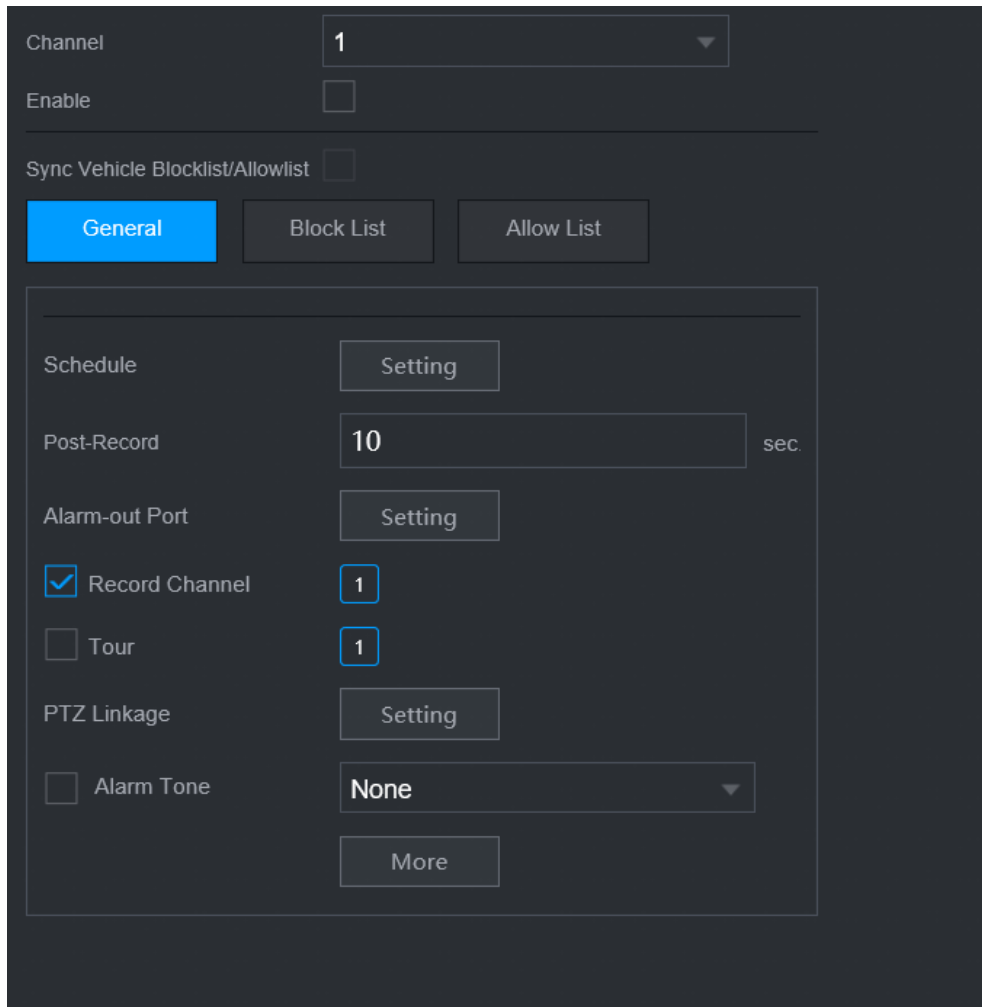 Channel 1
Enable
Sync Vehicle Blocklist/Allowlist
General Block List Allow List
Schedule Setting
Post-Record 10 sec.
Alarm-out Port Setting
Record Channel 1
Tour 1
PTZ Linkage Setting
Alarm Tone None
More